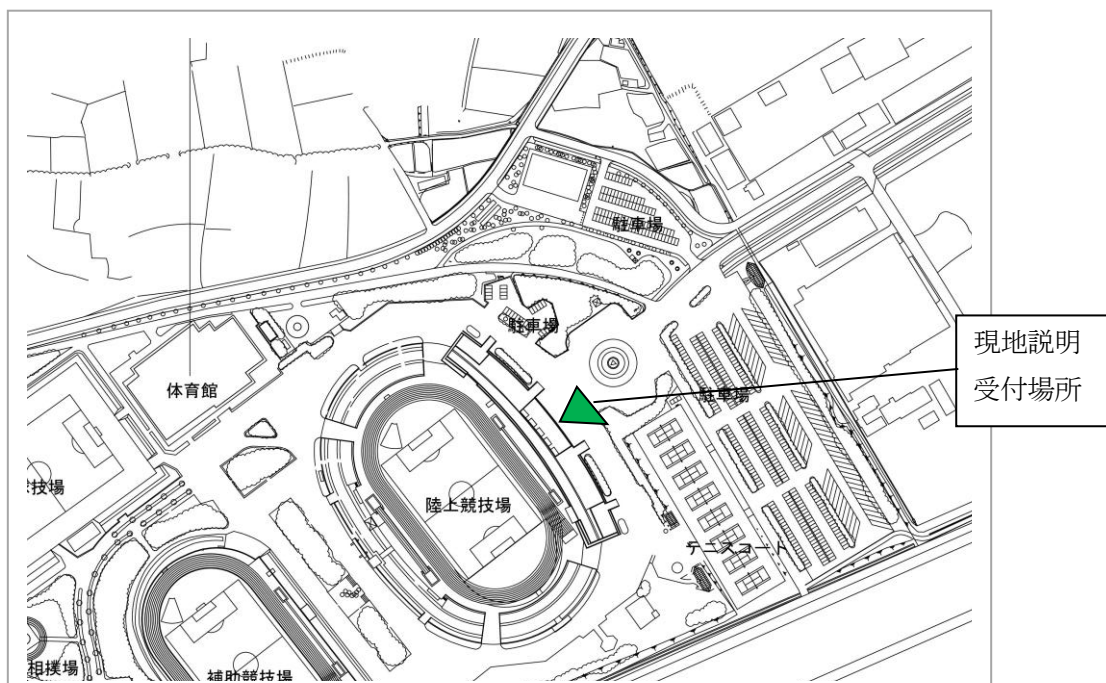 駐車場
駐車場
現地説明
受付場所
体育館
駐車場
技場
陸上競技場
テニスコート
相撲場
補助競技場